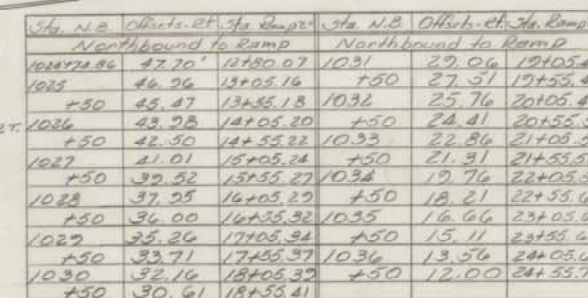 Sta. N.B. Offsets-Rt. Sta. Ramp Sta. N.B. Offsets-Rt. Sta. Ramp
Northbound to Ramp Northbound to Ramp
1024+74.86 47.70' 12+80.07 1031 29.06 19+05.4
1025 46.96 13+05.16 +50 27.51 19+55.
+50 45.47 13+55.18 1032 25.76 20+05.
RT. 1026 43.98 14+05.20 +50 24.41 20+55.
+50 42.50 14+55.22 1033 22.86 21+05.
1027 41.01 15+05.24 +50 21.31 21+55.
+50 39.52 15+55.27 1034 19.76 22+05.
1028 37.95 16+05.29 +50 18.21 22+55.
+50 36.00 16+55.32 1035 16.66 23+05.
1029 35.26 17+05.34 +50 15.11 23+55.6
+50 33.71 17+55.37 1036 13.56 24+05.6
1030 32.16 18+05.39 +50 12.00 24+55.
+50 30.61 18+55.41